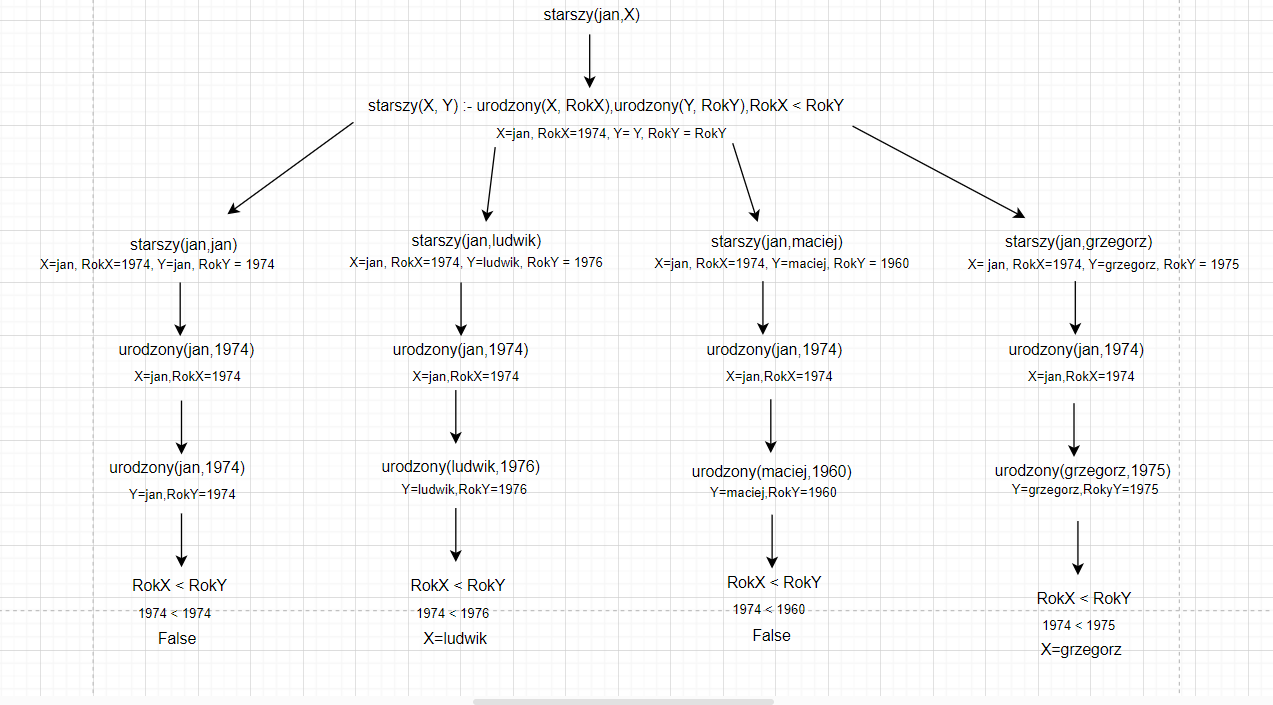 starszy(jan,X)
starszy(X, Y) :- urodzony(X, RokX),urodzony(Y, RokY),RokX < RokY
X=jan, RokX=1974, Y= Y, RokY = RokY
starszy(jan,jan)
X=jan, RokX=1974, Y=jan, RokY = 1974
urodzony(jan,1974)
X=jan,RokX=1974
urodzony(jan,1974)
Y=jan,RokY=1974
RokX < RokY
1974 < 1974
False
starszy(jan,ludwik)
X=jan, RokX=1974, Y=ludwik, RokY = 1976
urodzony(jan,1974)
X=jan,RokX=1974
urodzony(ludwik,1976)
Y=ludwik,RokY=1976
RokX < RokY
1974 < 1976
X=ludwik
starszy(jan,maciej)
X=jan, RokX=1974, Y=maciej, RokY = 1960
urodzony(jan,1974)
X=jan,RokX=1974
urodzony(maciej,1960)
Y=maciej,RokY=1960
RokX < RokY
1974 < 1960
False
starszy(jan,grzegorz)
X= jan, RokX=1974, Y=grzegorz, RokY = 1975
urodzony(jan,1974)
X=jan,RokX=1974
urodzony(grzegorz,1975)
Y=grzegorz,RokyY=1975
RokX < RokY
1974 < 1975
X=grzegorz